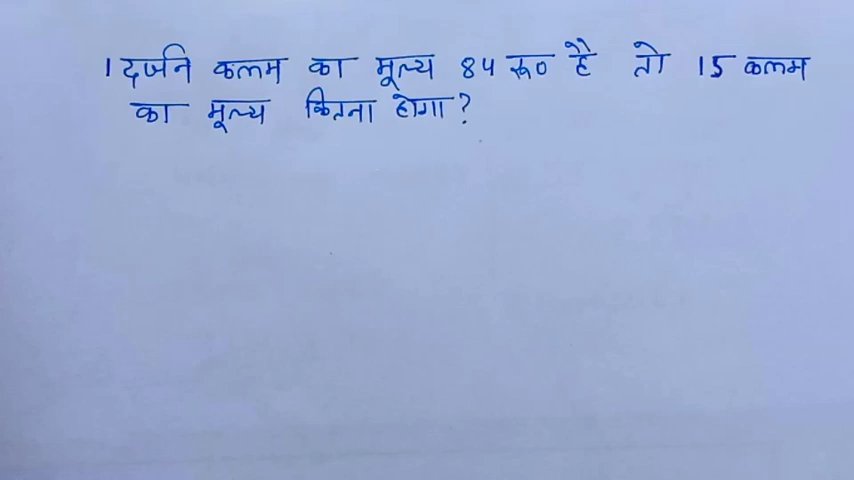 1 दर्जन कलम का मूल्य 84 रू० है तो 15 कलम
का मूल्य कितना होगा?